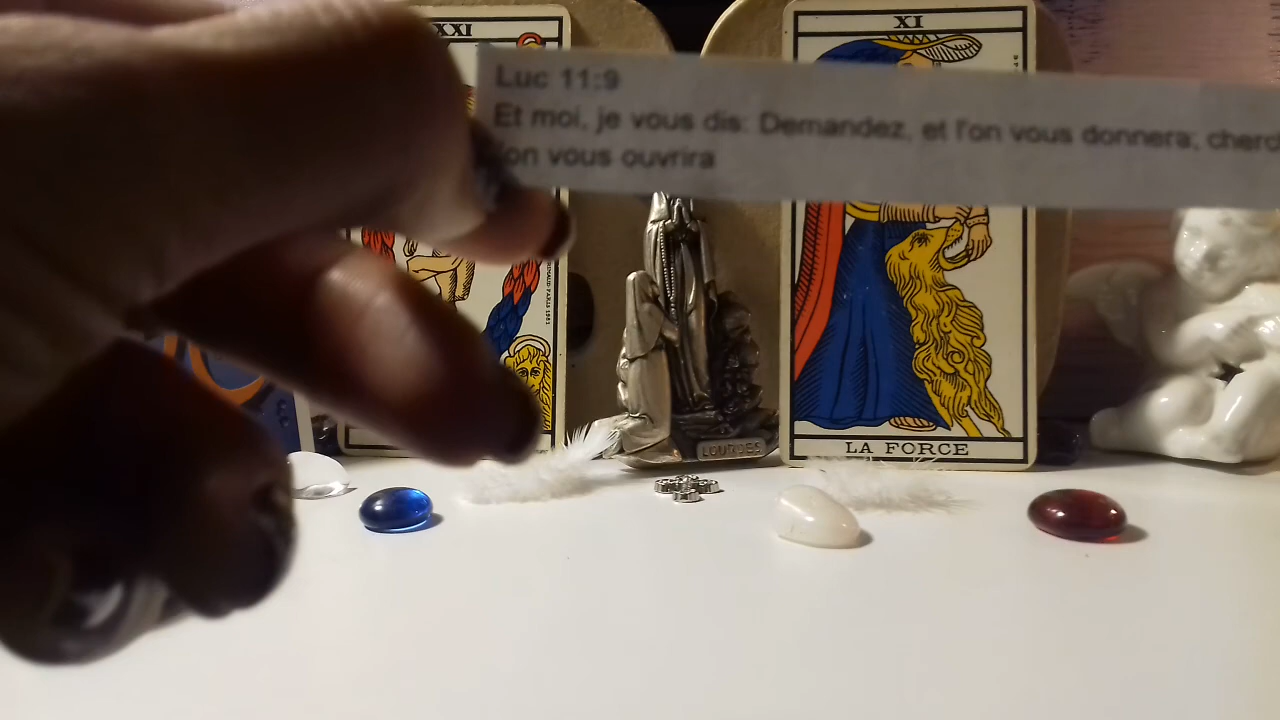 XXI
XI
Luc 11:9
Et moi, je vous dis: Demandez, et l'on vous donnera; cherc
l'on vous ouvrira
LOURDES
LA FORCE